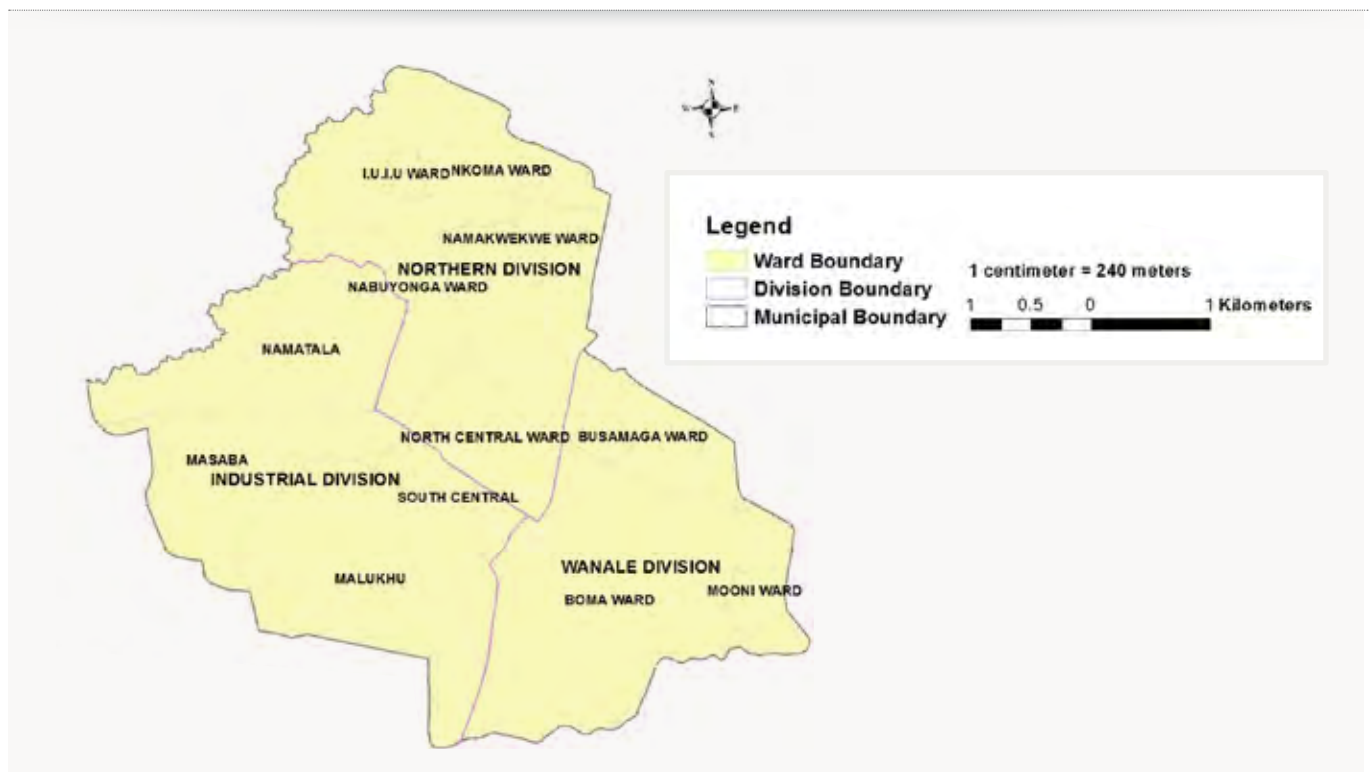 N
W E
S
I.U.I.U WARD NKOMA WARD
NAMAKWEKWE WARD
NORTHERN DIVISION
NABUYONGA WARD
NAMATALA
NORTH CENTRAL WARD
BUSAMAGA WARD
MASABA
INDUSTRIAL DIVISION
SOUTH CENTRAL
MALUKHU
WANALE DIVISION
BOMA WARD
MOONI WARD
Legend
Ward Boundary
Division Boundary
Municipal Boundary
1 centimeter = 240 meters
1 0.5 0 1 Kilometers